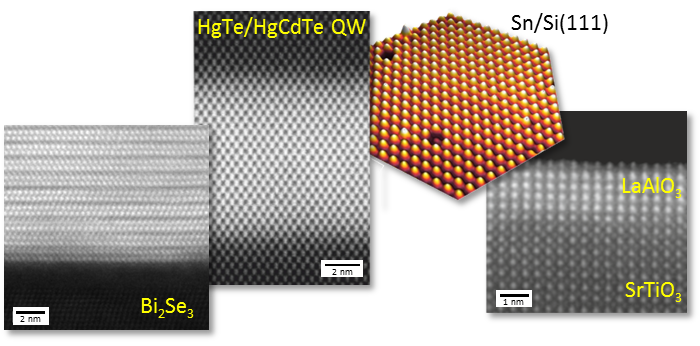 HgTe/HgCdTe QW
Sn/Si(111)
2 nm
Bi₂Se₃
2 nm
LaAlO₃
1 nm
SrTiO₃